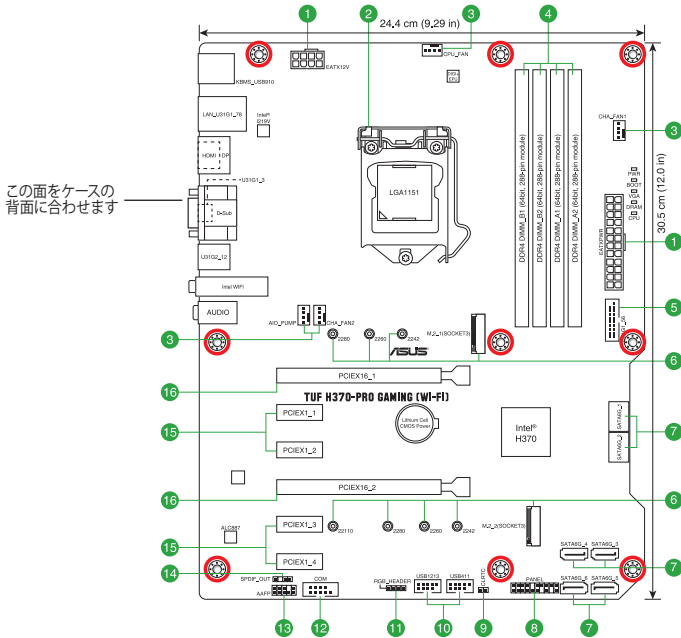 24.4 cm (9.29 in)
1
2
3
4
EATX12V
CPU_FAN
KBMS_USB910
DIGI+
EPU
LAN_U31G1_78
Intel®
I219V
CHA_FAN1
3
HDMI
DP
LGA1151
DDR4 DIMM_B1 (64bit, 288-pin module)
DDR4 DIMM_B2 (64bit, 288-pin module)
DDR4 DIMM_A1 (64bit, 288-pin module)
DDR4 DIMM_A2 (64bit, 288-pin module)
PWR
BOOT
VGA
DRAM
CPU
30.5 cm (12.0 in)
この面をケースの
背面に合わせます
U31G1_3
D-Sub
EATXPWR
1
U31G2_12
Intel WIFI
AUDIO
5
AIO_PUMP
CHA_FAN2
M.2_1(SOCKET3)
3
2280
2260
2242
ASUS
6
16
PCIEX16_1
TUF H370-PRO GAMING (WI-FI)
15
PCIEX1_1
Lithium Cell
CMOS Power
Intel®
H370
SATA6G_1
SATA6G_2
7
PCIEX1_2
16
PCIEX16_2
6
15
PCIEX1_3
22110
2280
2260
2242
M.2_2(SOCKET3)
ALC887
SATA6G_4
SATA6G_3
PCIEX1_4
7
14
SPDIF_OUT
AAFP
COM
RGB_HEADER
USB1213
USB411
CLRTC
PANEL
SATA6G_6
SATA6G_5
13
12
11
10
9
8
7